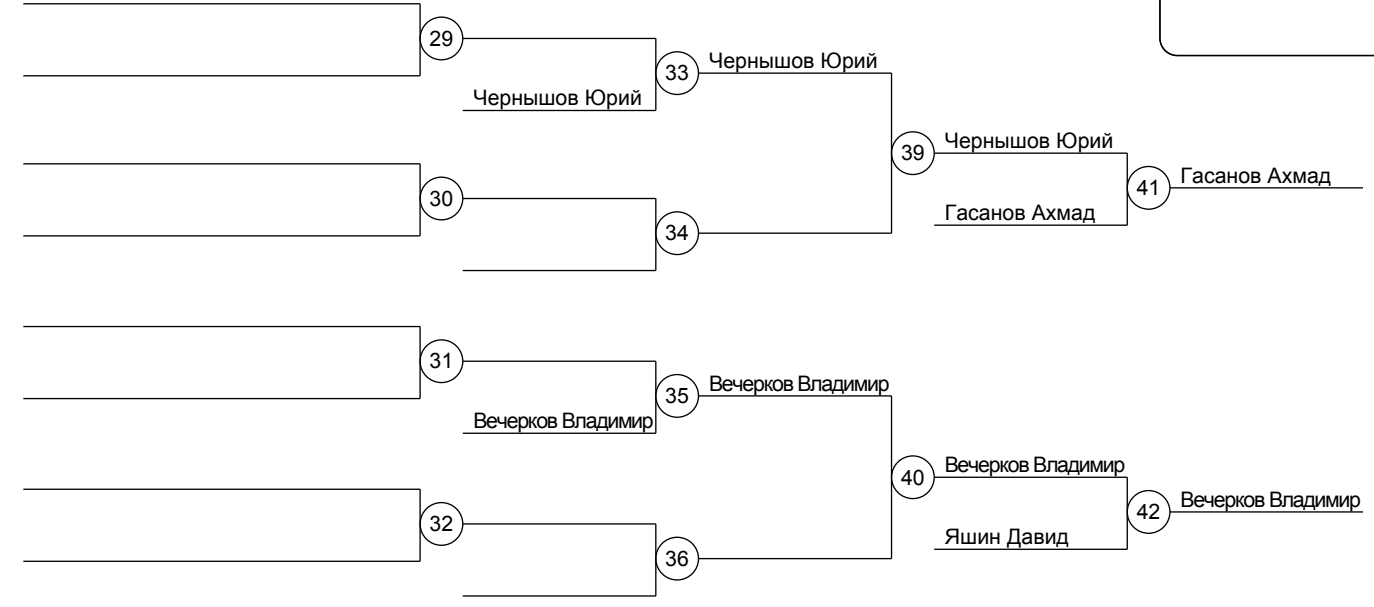 29
Чернышов Юрий
33
Чернышов Юрий
30
34
39
Чернышов Юрий
Гасанов Ахмад
41
Гасанов Ахмад
31
Вечерков Владимир
35
Вечерков Владимир
32
36
40
Вечерков Владимир
Яшин Давид
42
Вечерков Владимир